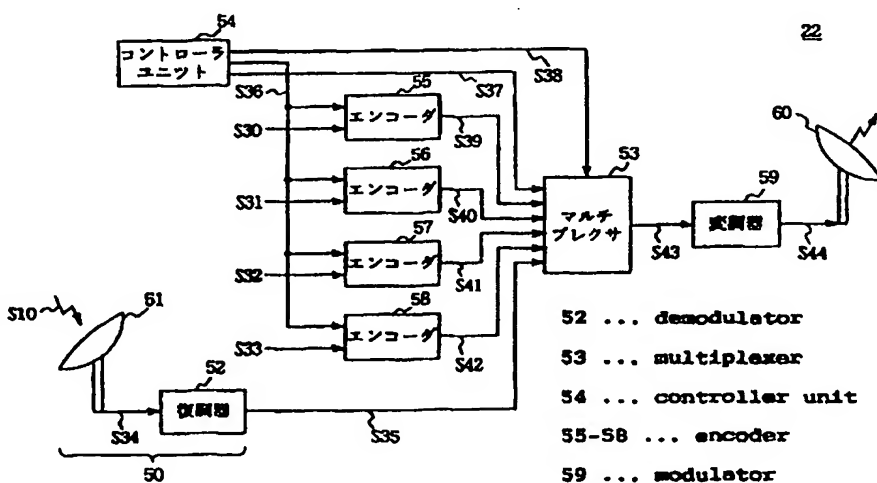 54
22
コントローラ
ユニット
S38
S37
S36
55
S30
エンコーダ
S39
60
56
53
S31
エンコーダ
S40
59
マルチ
プレクサ
変調器
57
S43
S44
S32
エンコーダ
S41
61
S10
58
S33
エンコーダ
S42
52
復調器
S34
S35
50
52 ... demodulator
53 ... multiplexer
54 ... controller unit
55-58 ... encoder
59 ... modulator